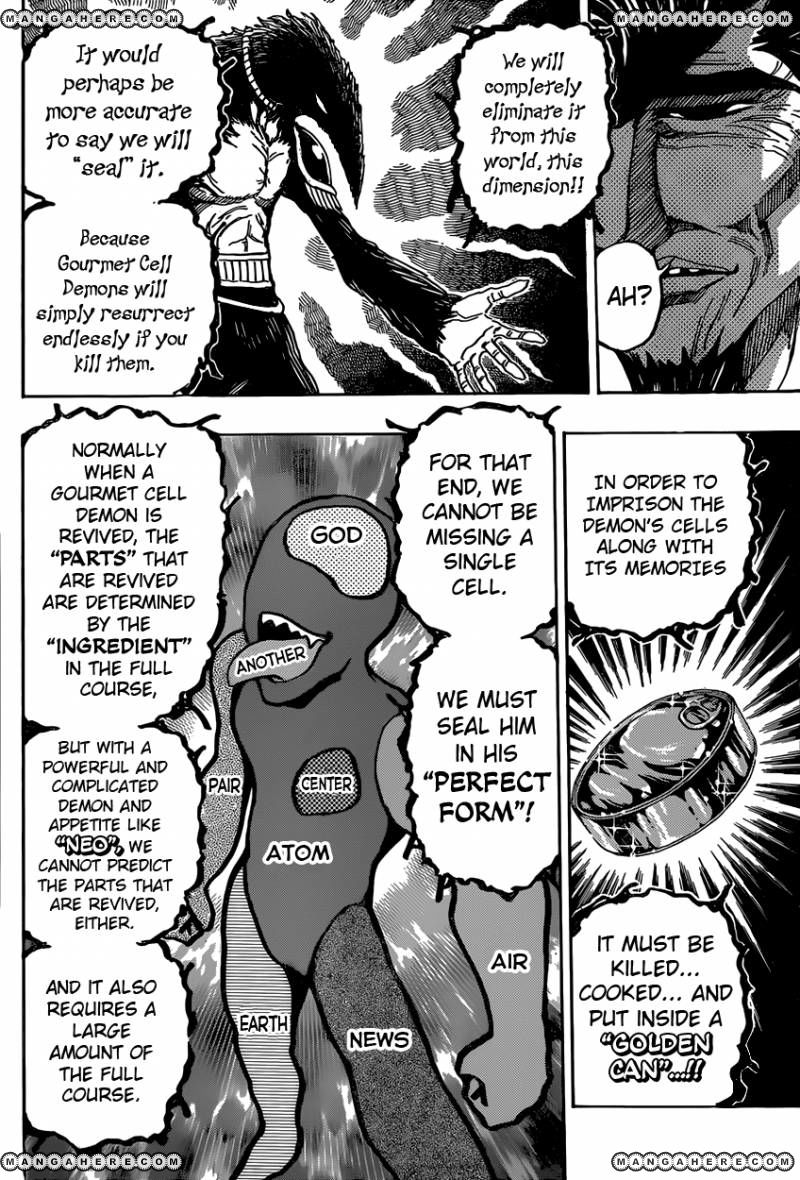 MANGAHERE.COM
MANGAHERE.COM
AH?
We will
completely
eliminate it
from this
world, this
dimension!!
It would
perhaps be
more accurate
to say we will
"seal" it.
Because
Gourmet Cell
Demons will
simply resurrect
endlessly if you
kill them.
IN ORDER TO
IMPRISON THE
DEMON'S CELLS
ALONG WITH
ITS MEMORIES
IT MUST BE
KILLED...
COOKED... AND
PUT INSIDE A
"GOLDEN
CAN"...!!
FOR THAT
END, WE
CANNOT BE
MISSING A
SINGLE
CELL.
WE MUST
SEAL HIM
IN HIS
"PERFECT
FORM"!
GOD
ANOTHER
PAIR
CENTER
ATOM
AIR
EARTH
NEWS
NORMALLY
WHEN A
GOURMET CELL
DEMON IS
REVIVED, THE
"PARTS" THAT
ARE REVIVED
ARE DETERMINED
BY THE
"INGREDIENT"
IN THE FULL
COURSE,
BUT WITH A
POWERFUL AND
COMPLICATED
DEMON AND
APPETITE LIKE
"NEO", WE
CANNOT PREDICT
THE PARTS THAT
ARE REVIVED,
EITHER.
AND IT ALSO
REQUIRES A
LARGE
AMOUNT OF
THE FULL
COURSE.
MANGAHERE.COM
MANGAHERE.COM